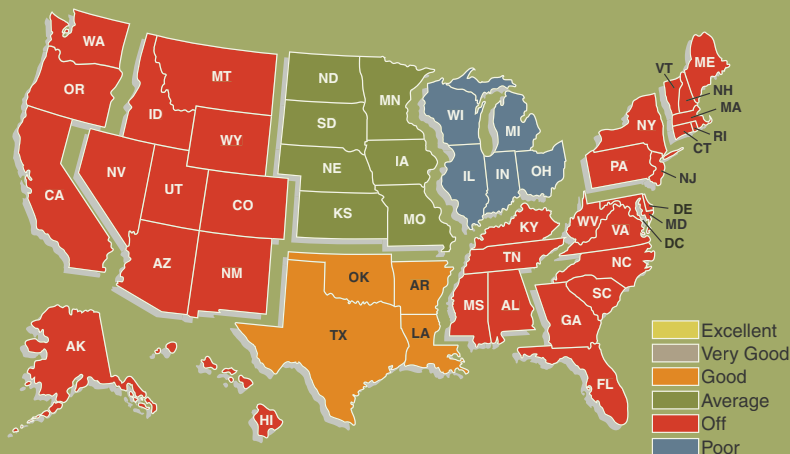 WA
OR
CA
NV
ID
MT
WY
UT
CO
AZ
NM
AK
HI
ND
SD
NE
KS
MN
IA
MO
OK
TX
AR
LA
WI
MI
IL
IN
OH
KY
TN
MS
AL
GA
FL
SC
NC
VA
WV
PA
NY
VT
ME
NH
MA
RI
CT
NJ
DE
MD
DC
Excellent
Very Good
Good
Average
Off
Poor